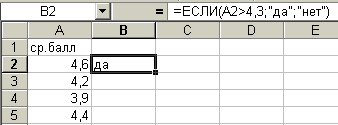 B2 = =ЕСЛИ(A2>4,3;"да";"нет")
A B C D E
1 ср.балл
2 4,6 да
3 4,2
4 3,9
5 4,4